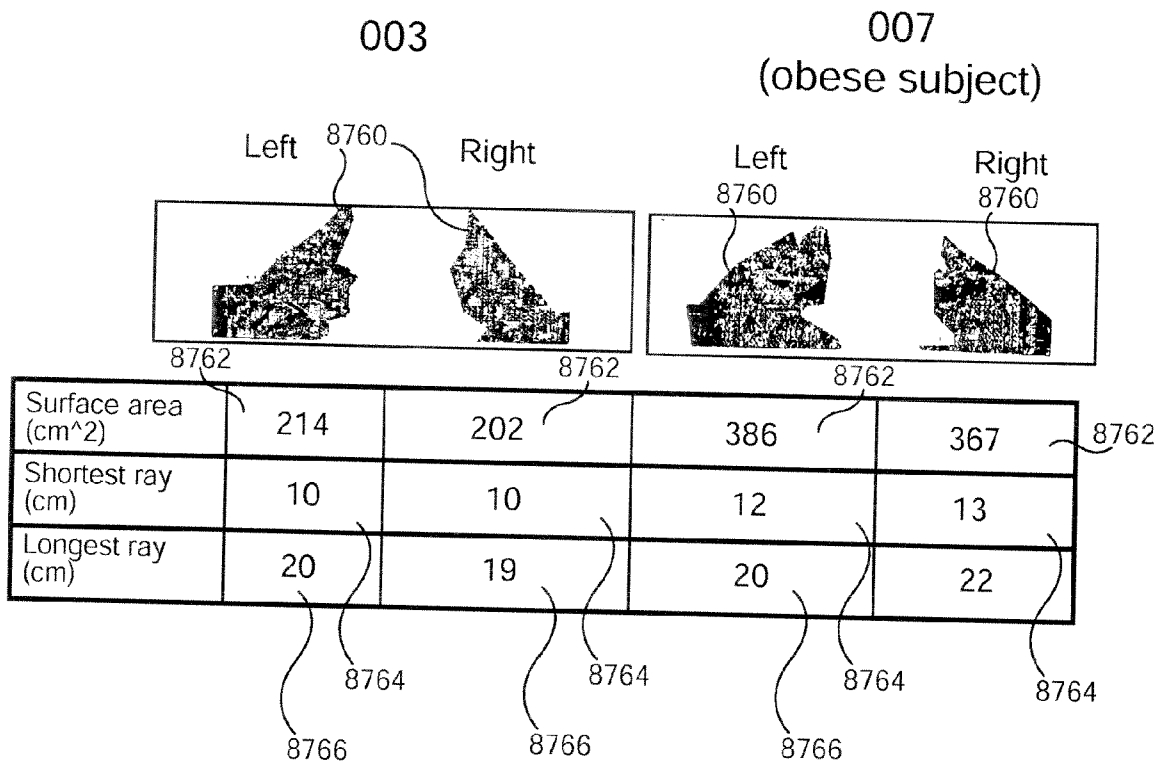 003
007
(obese subject)
Left 8760 Right
Left Right
8760 8760
8762 8762 8762
Surface area
(cm^2) 214 202 386 367 8762
Shortest ray
(cm) 10 10 12 13
Longest ray
(cm) 20 19 20 22
8764 8764 8764 8764
8766 8766 8766